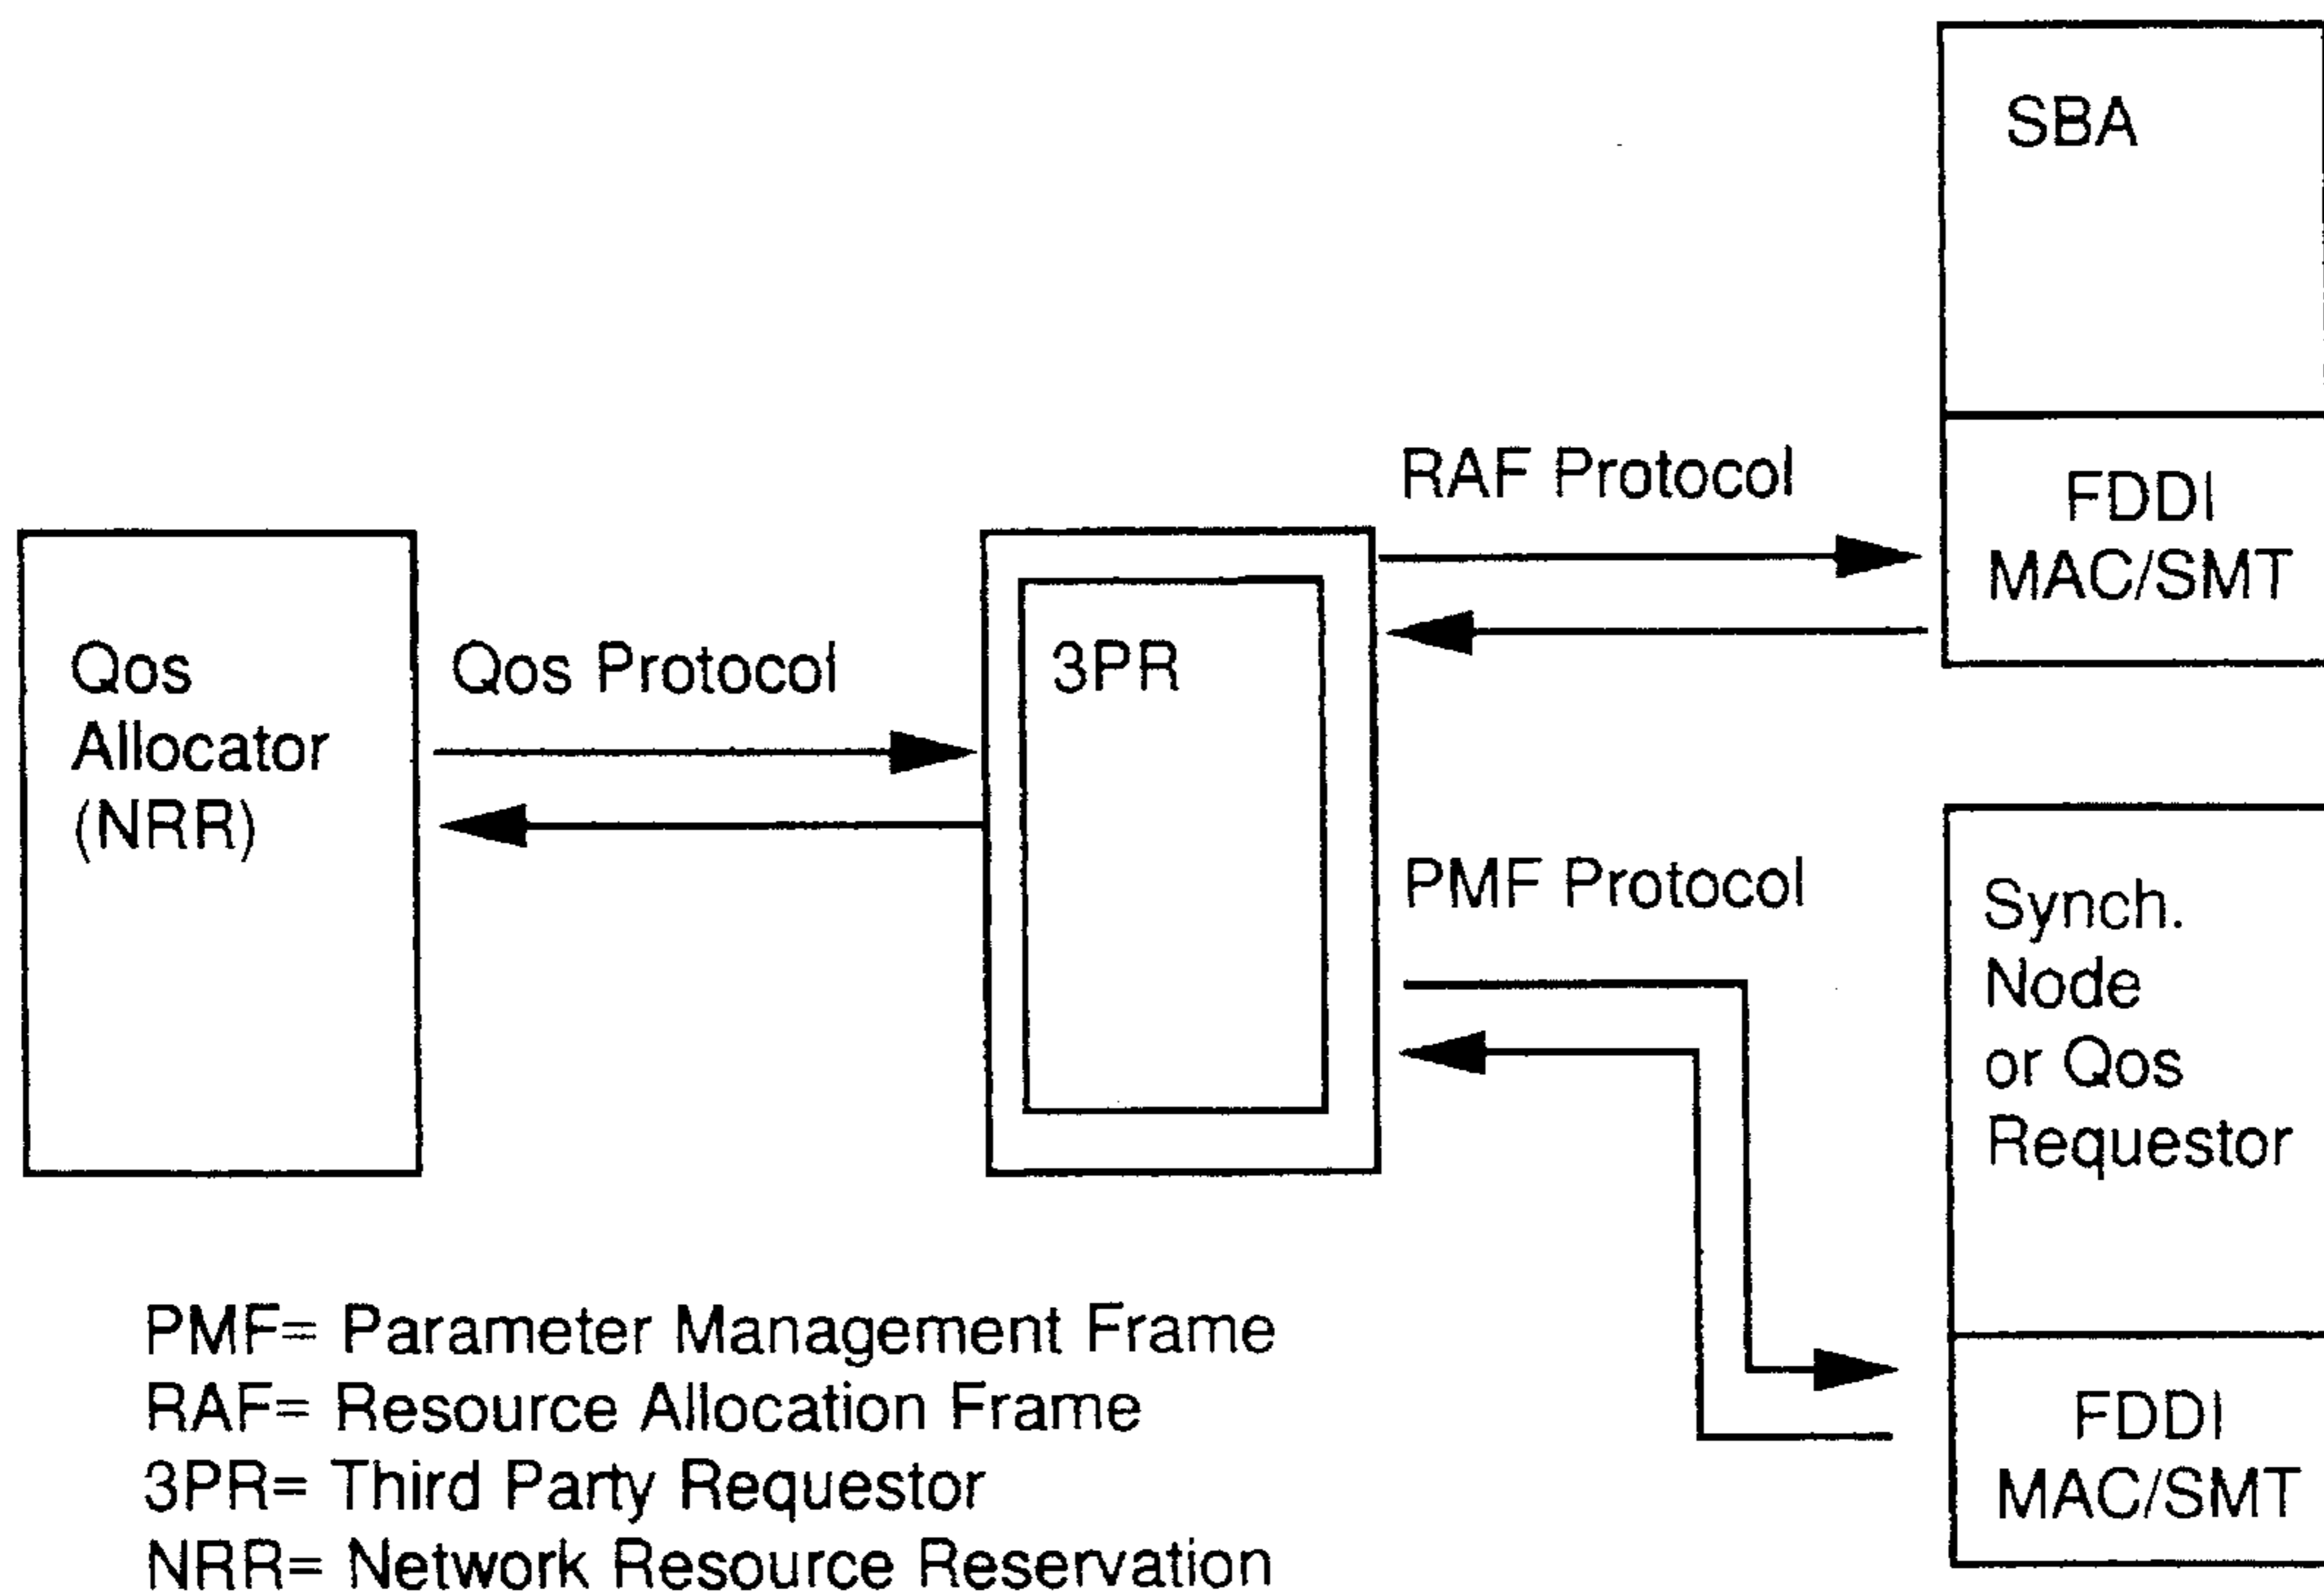 SBA
FDDI
MAC/SMT
RAF Protocol
Qos
Allocator
(NRR)
Qos Protocol
3PR
PMF Protocol
Synch.
Node
or Qos
Requestor
FDDI
MAC/SMT
PMF= Parameter Management Frame
RAF= Resource Allocation Frame
3PR= Third Party Requestor
NRR= Network Resource Reservation